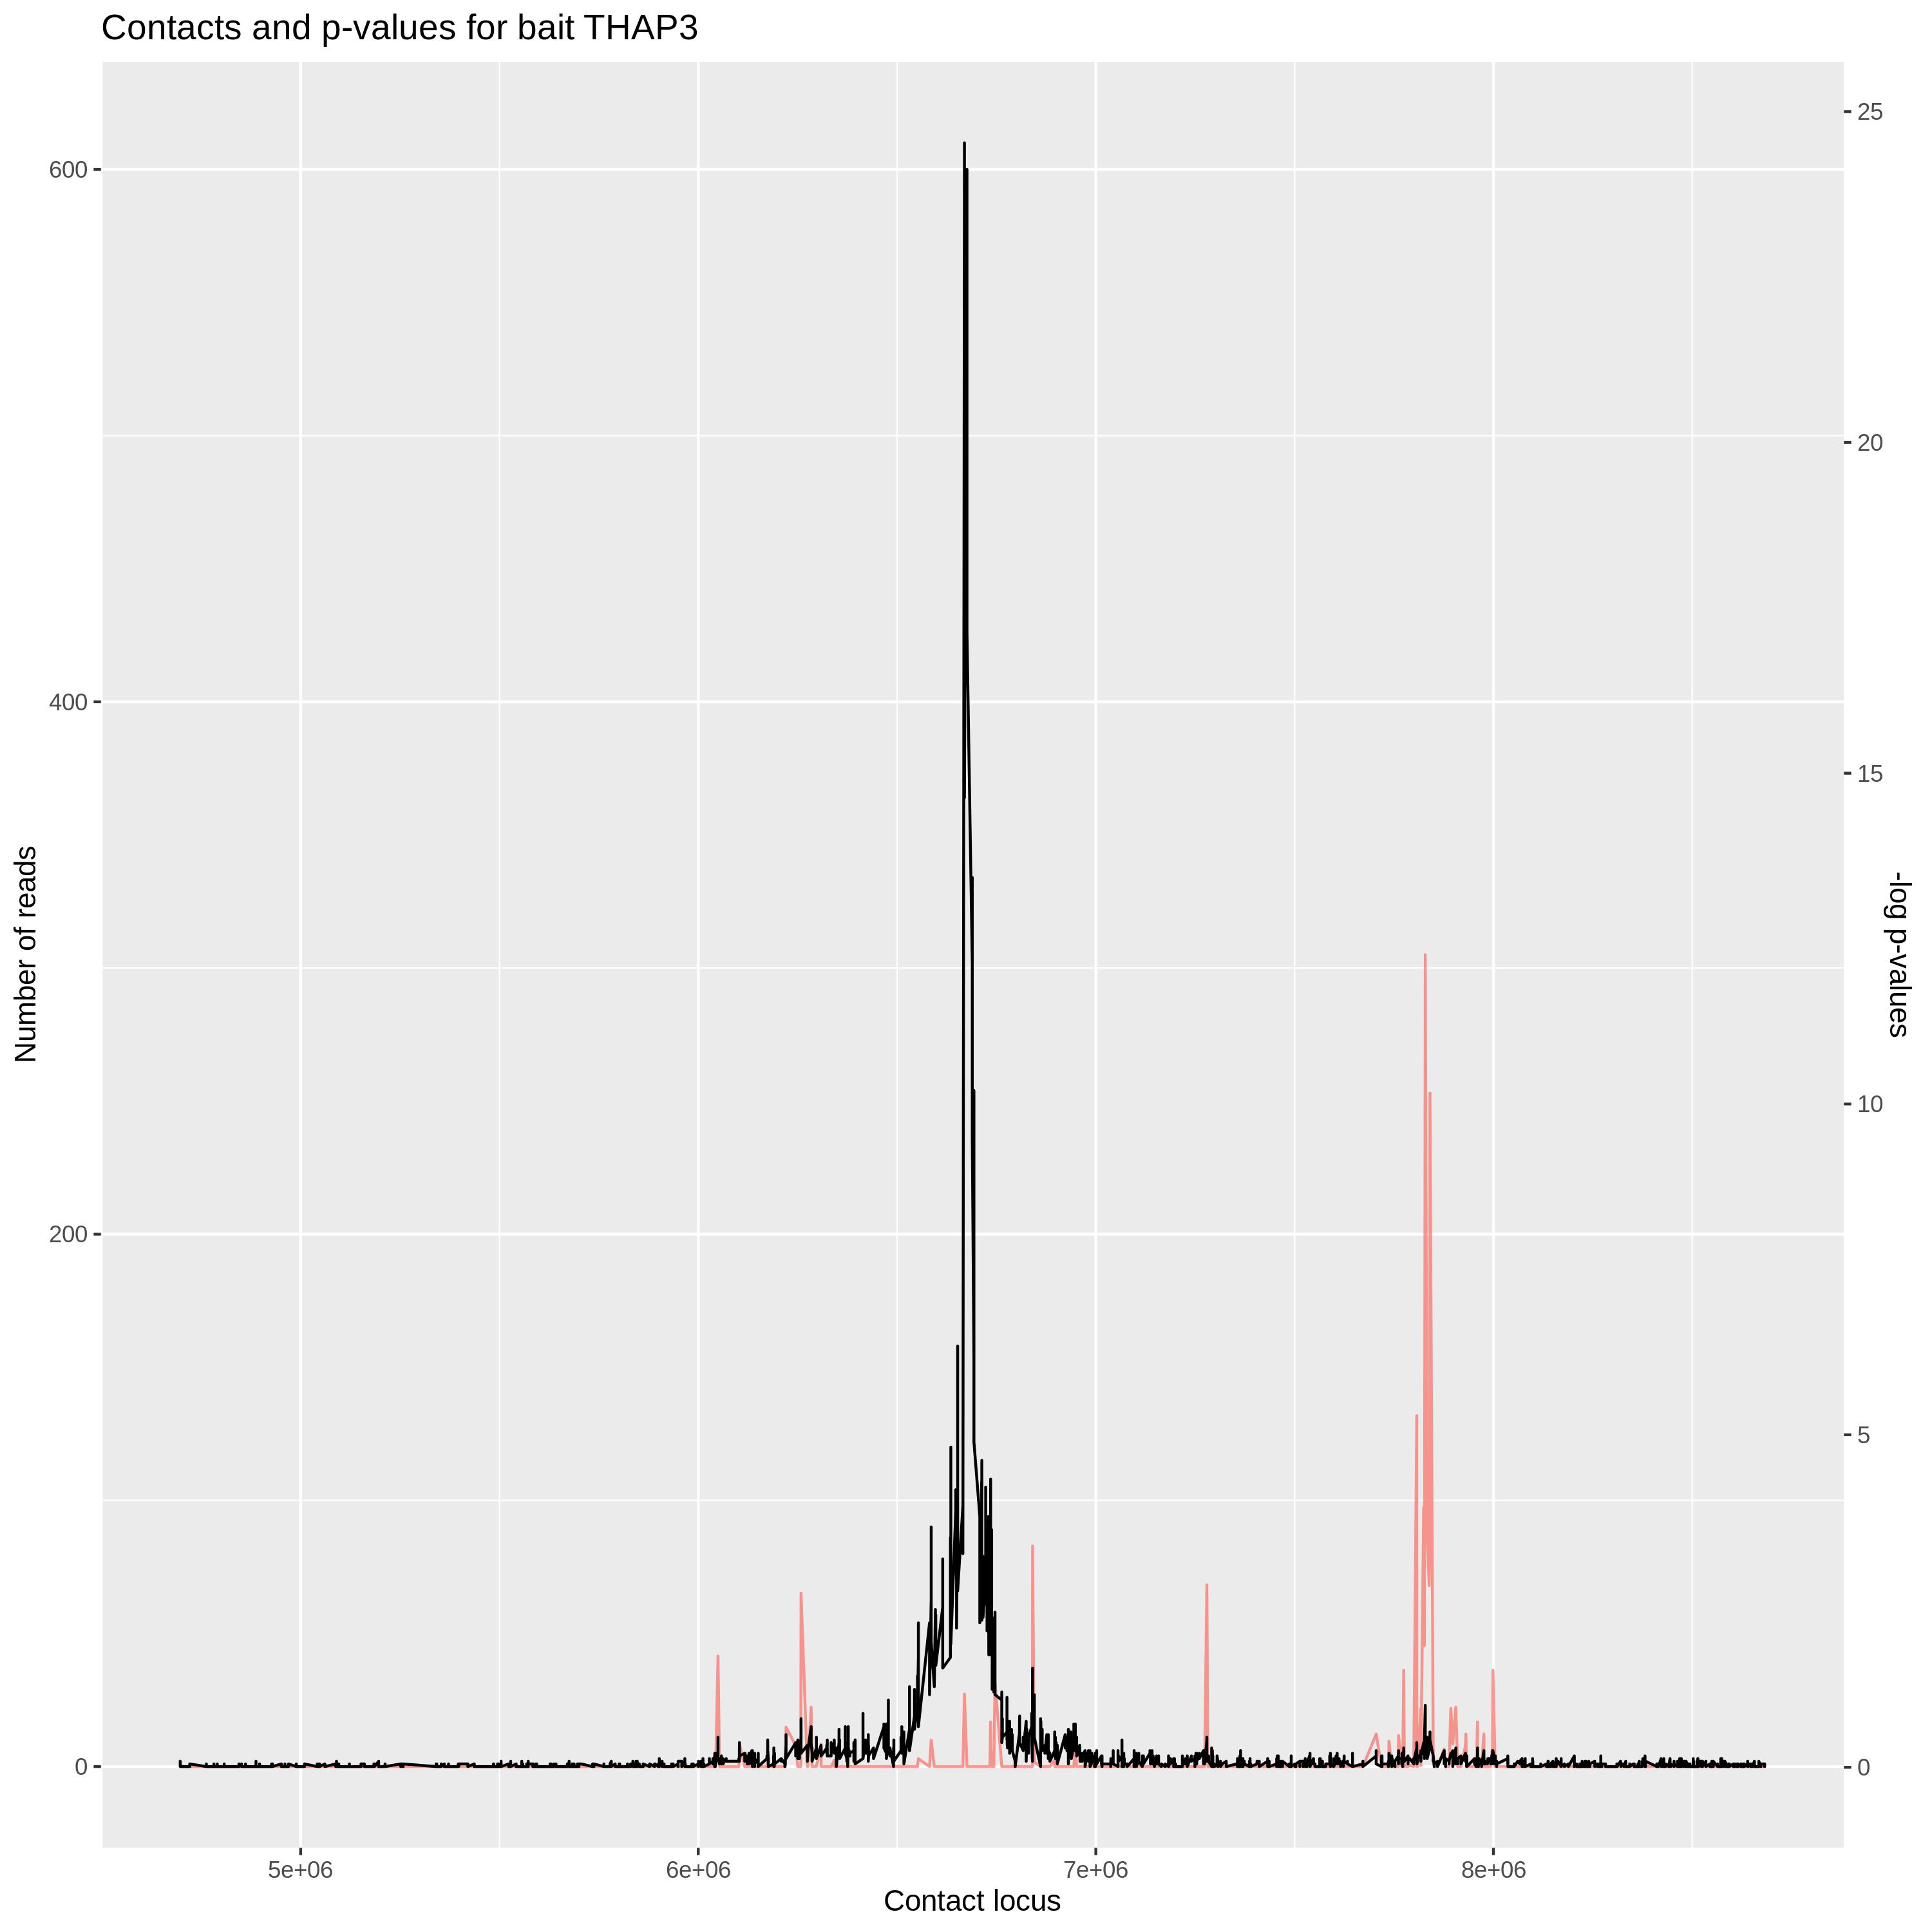 Contacts and p-values for bait THAP3
Number of reads
600
400
200
0
25
20
15
10
5
0
-log p-values
5e+06
6e+06
7e+06
8e+06
Contact locus